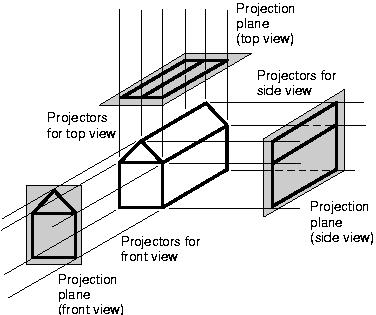 Projection
plane
(top view)
Projectors for
side view
Projectors
for top view
Projectors for
front view
Projection
plane
(side view)
Projection
plane
(front view)